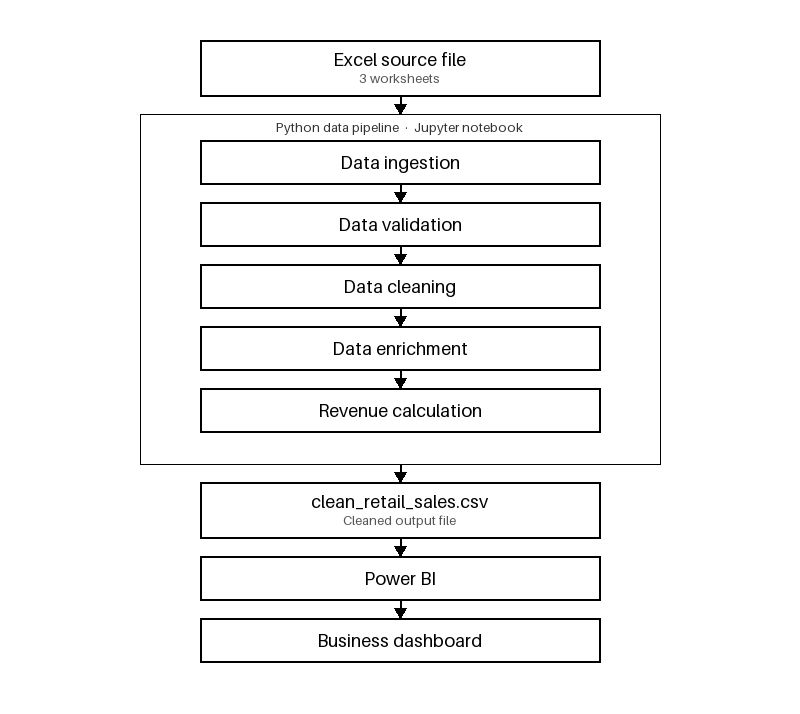 Excel source file
3 worksheets
Python data pipeline · Jupyter notebook
Data ingestion
Data validation
Data cleaning
Data enrichment
Revenue calculation
clean_retail_sales.csv
Cleaned output file
Power BI
Business dashboard